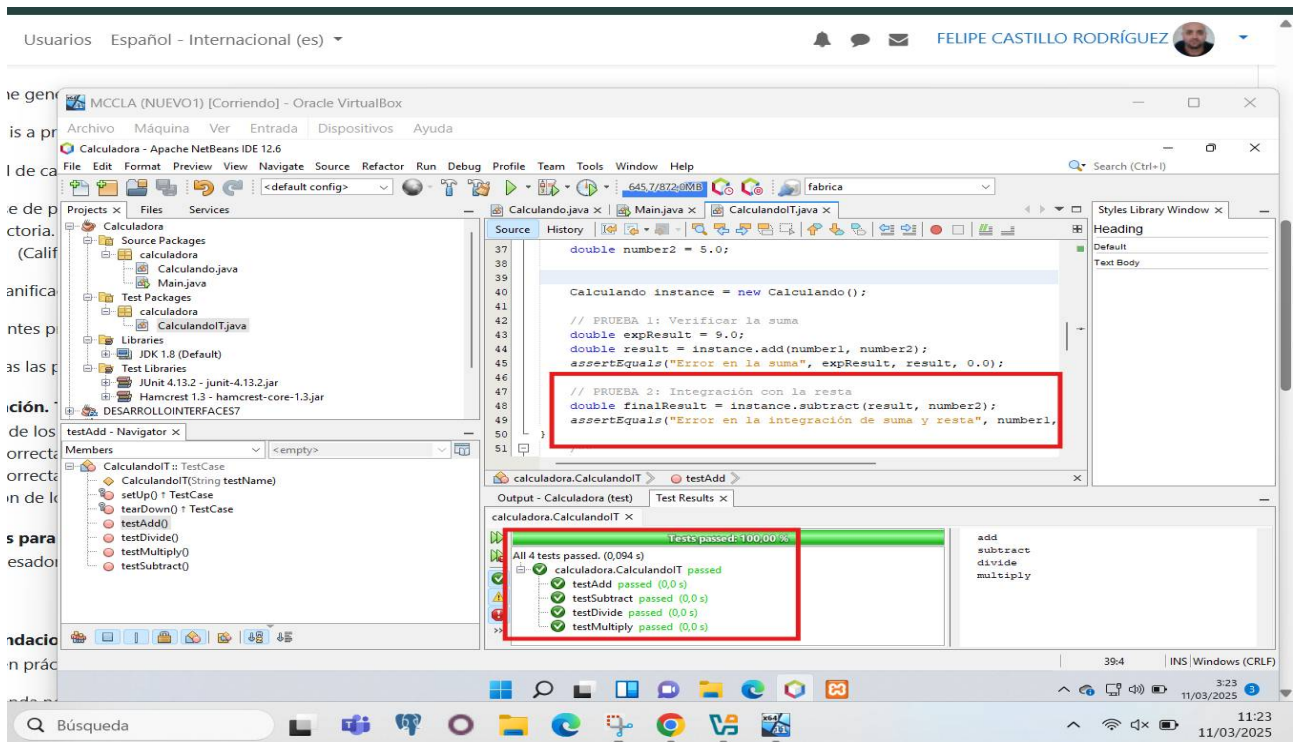 Usuarios Español - Internacional (es)
FELIPE CASTILLO RODRÍGUEZ
MCCLA (NUEVO1) [Corriendo] - Oracle VirtualBox
Archivo Máquina Ver Entrada Dispositivos Ayuda
Calculadora - Apache NetBeans IDE 12.6
File Edit Format Preview View Navigate Source Refactor Run Debug Profile Team Tools Window Help
Search (Ctrl+I)
<default config>
645,7/872,0MB
fabrica
Projects Files Services
Calculadora
Source Packages
calculadora
Calculando.java
Main.java
Test Packages
calculadora
CalculandoIT.java
Libraries
JDK 1.8 (Default)
Test Libraries
JUnit 4.13.2 - junit-4.13.2.jar
Hamcrest 1.3 - hamcrest-core-1.3.jar
DESARROLLOINTERFACES7
testAdd - Navigator
Members <empty>
CalculandoIT :: TestCase
CalculandoIT(String testName)
setUp() ↑ TestCase
tearDown() ↑ TestCase
testAdd()
testDivide()
testMultiply()
testSubtract()
Calculando.java Main.java CalculandoIT.java
Source History
37 double number2 = 5.0;
38
39
40 Calculando instance = new Calculando();
41
42 // PRUEBA 1: Verificar la suma
43 double expResult = 9.0;
44 double result = instance.add(number1, number2);
45 assertEquals("Error en la suma", expResult, result, 0.0);
46
47 // PRUEBA 2: Integración con la resta
48 double finalResult = instance.subtract(result, number2);
49 assertEquals("Error en la integración de suma y resta", number1,
50 }
51
calculadora.CalculandoIT testAdd
Styles Library Window
Heading
Default
Text Body
Output - Calculadora (test) Test Results
calculadora.CalculandoIT
Tests passed: 100,00 %
All 4 tests passed. (0,094 s)
calculadora.CalculandoIT passed
testAdd passed (0,0 s)
testSubtract passed (0,0 s)
testDivide passed (0,0 s)
testMultiply passed (0,0 s)
add
subtract
divide
multiply
39:4 INS Windows (CRLF)
3:23
11/03/2025
3
Búsqueda
11:23
11/03/2025